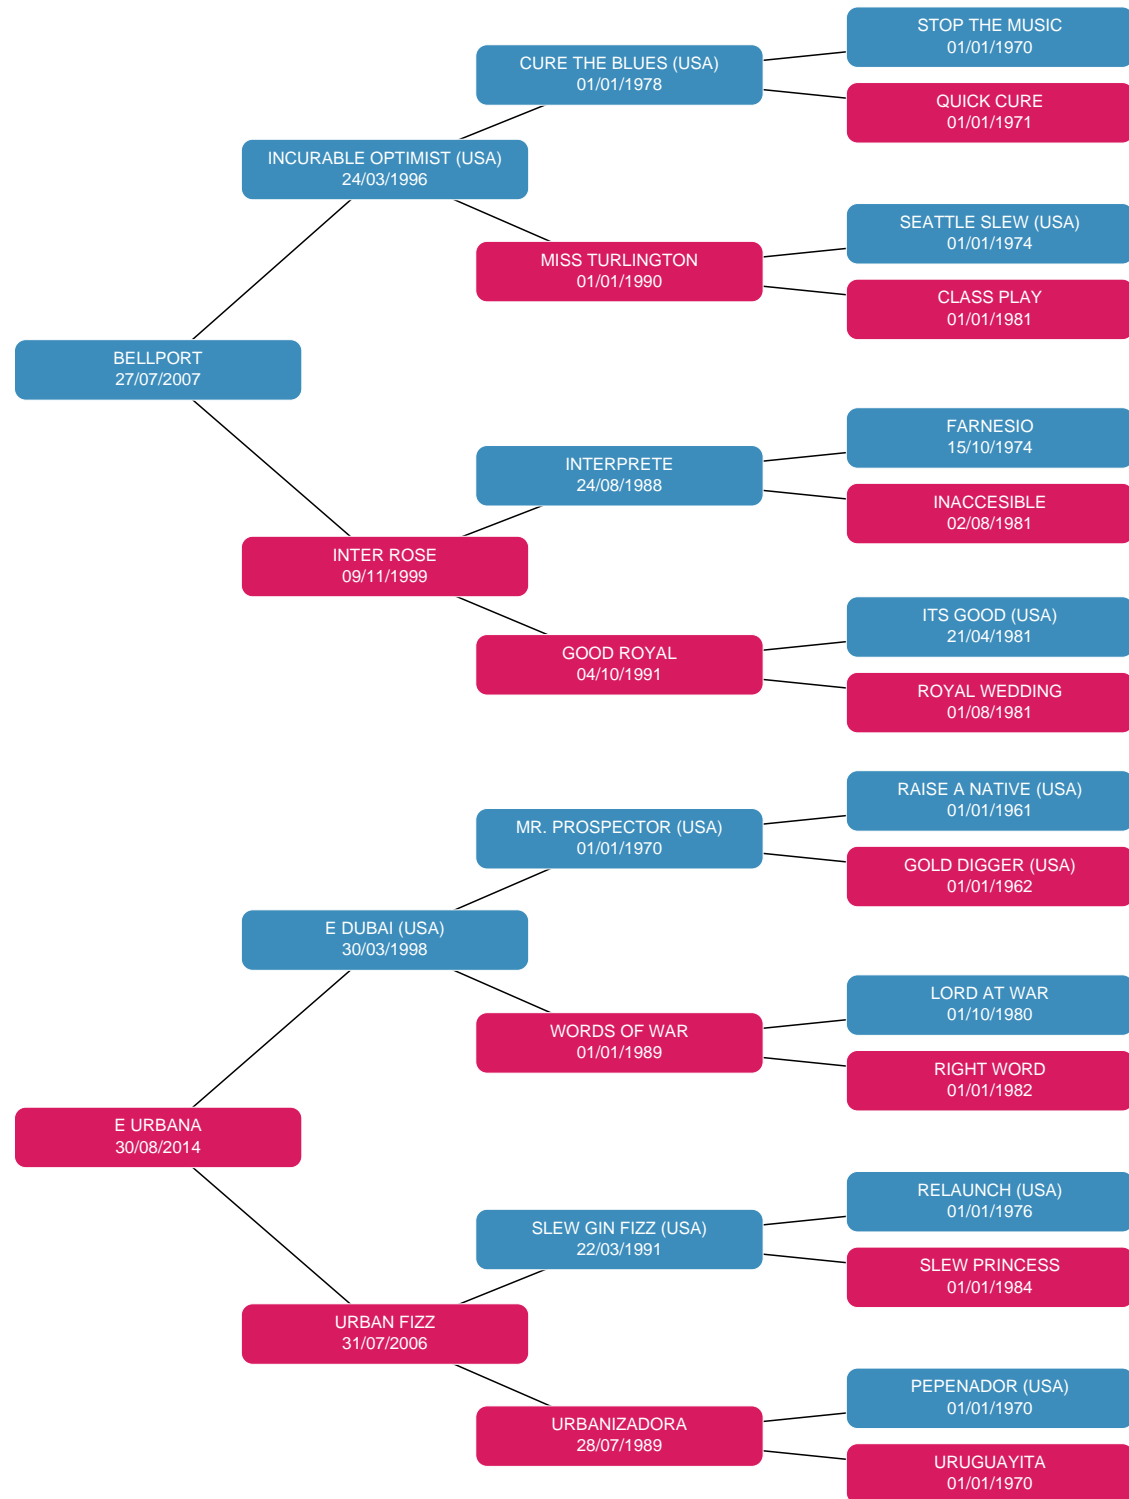 STOP THE MUSIC
01/01/1970
CURE THE BLUES (USA)
01/01/1978
QUICK CURE
01/01/1971
INCURABLE OPTIMIST (USA)
24/03/1996
SEATTLE SLEW (USA)
01/01/1974
MISS TURLINGTON
01/01/1990
CLASS PLAY
01/01/1981
BELLPORT
27/07/2007
FARNESIO
15/10/1974
INTERPRETE
24/08/1988
INACCESIBLE
02/08/1981
INTER ROSE
09/11/1999
ITS GOOD (USA)
21/04/1981
GOOD ROYAL
04/10/1991
ROYAL WEDDING
01/08/1981
RAISE A NATIVE (USA)
01/01/1961
MR. PROSPECTOR (USA)
01/01/1970
GOLD DIGGER (USA)
01/01/1962
E DUBAI (USA)
30/03/1998
LORD AT WAR
01/10/1980
WORDS OF WAR
01/01/1989
RIGHT WORD
01/01/1982
E URBANA
30/08/2014
RELAUNCH (USA)
01/01/1976
SLEW GIN FIZZ (USA)
22/03/1991
SLEW PRINCESS
01/01/1984
URBAN FIZZ
31/07/2006
PEPENADOR (USA)
01/01/1970
URBANIZADORA
28/07/1989
URUGUAYITA
01/01/1970